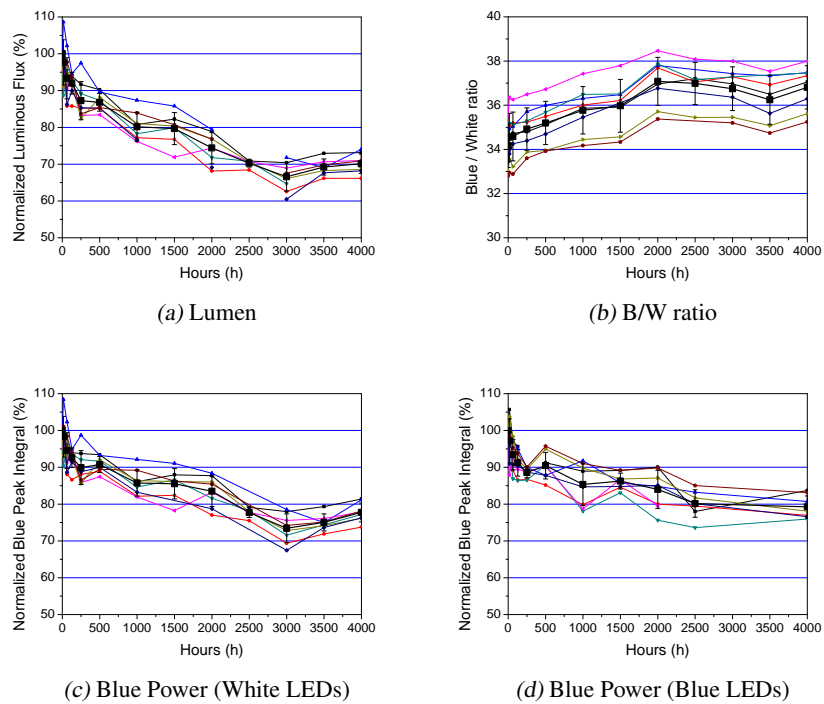 Normalized Luminous Flux (%)
110
100
90
80
70
60
50
0 500 1000 1500 2000 2500 3000 3500 4000
Hours (h)
(a) Lumen
Blue / White ratio
40
38
36
34
32
30
0 500 1000 1500 2000 2500 3000 3500 4000
Hours (h)
(b) B/W ratio
Normalized Blue Peak Integral (%)
110
100
90
80
70
60
50
0 500 1000 1500 2000 2500 3000 3500 4000
Hours (h)
(c) Blue Power (White LEDs)
Normalized Blue Peak Integral (%)
110
100
90
80
70
60
50
0 500 1000 1500 2000 2500 3000 3500 4000
Hours (h)
(d) Blue Power (Blue LEDs)